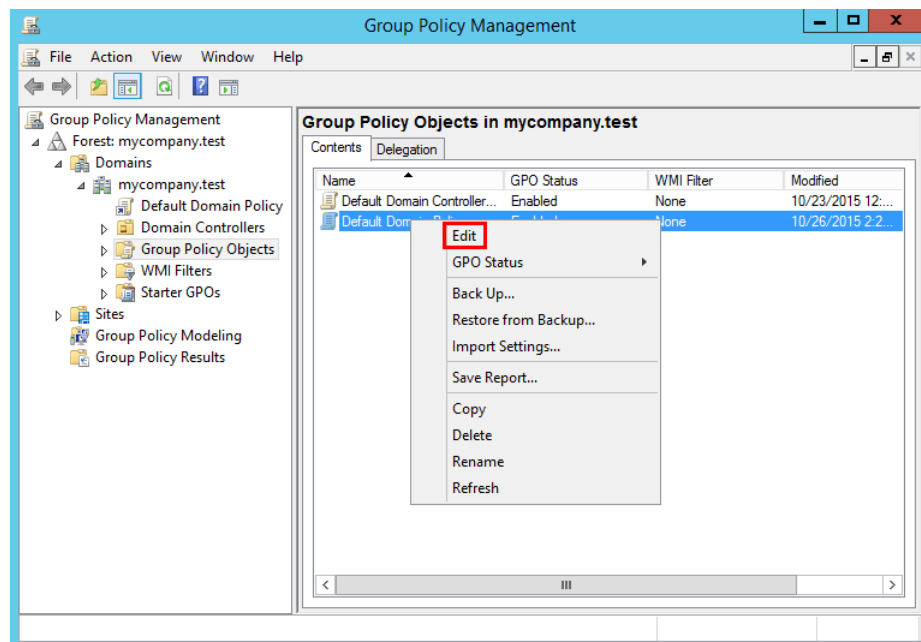 Group Policy Management
File Action View Window Help
Group Policy Management
Forest: mycompany.test
Domains
mycompany.test
Default Domain Policy
Domain Controllers
Group Policy Objects
WMI Filters
Starter GPOs
Sites
Group Policy Modeling
Group Policy Results
Group Policy Objects in mycompany.test
Contents Delegation
Name GPO Status WMI Filter Modified
Default Domain Controller... Enabled None 10/23/2015 12:...
Default None 10/26/2015 2:2...
Edit
GPO Status
Back Up...
Restore from Backup...
Import Settings...
Save Report...
Copy
Delete
Rename
Refresh